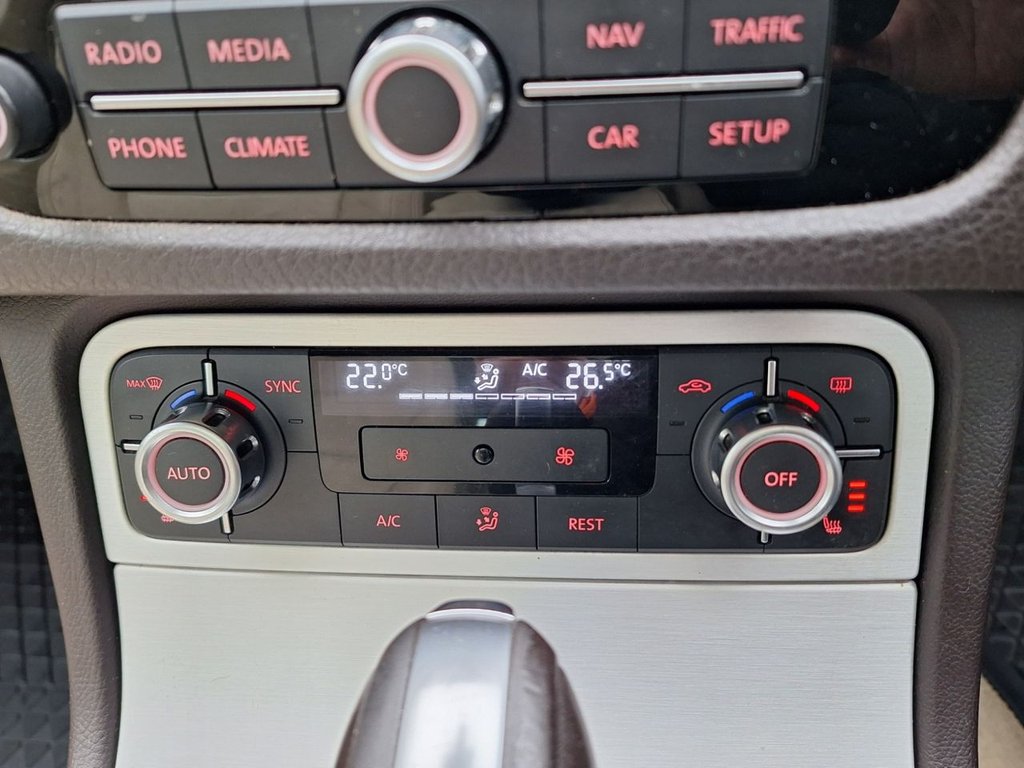 RADIO MEDIA NAV TRAFFIC
PHONE CLIMATE CAR SETUP
22.0°C A/C 26.5°C
MAX SYNC
AUTO OFF
A/C REST